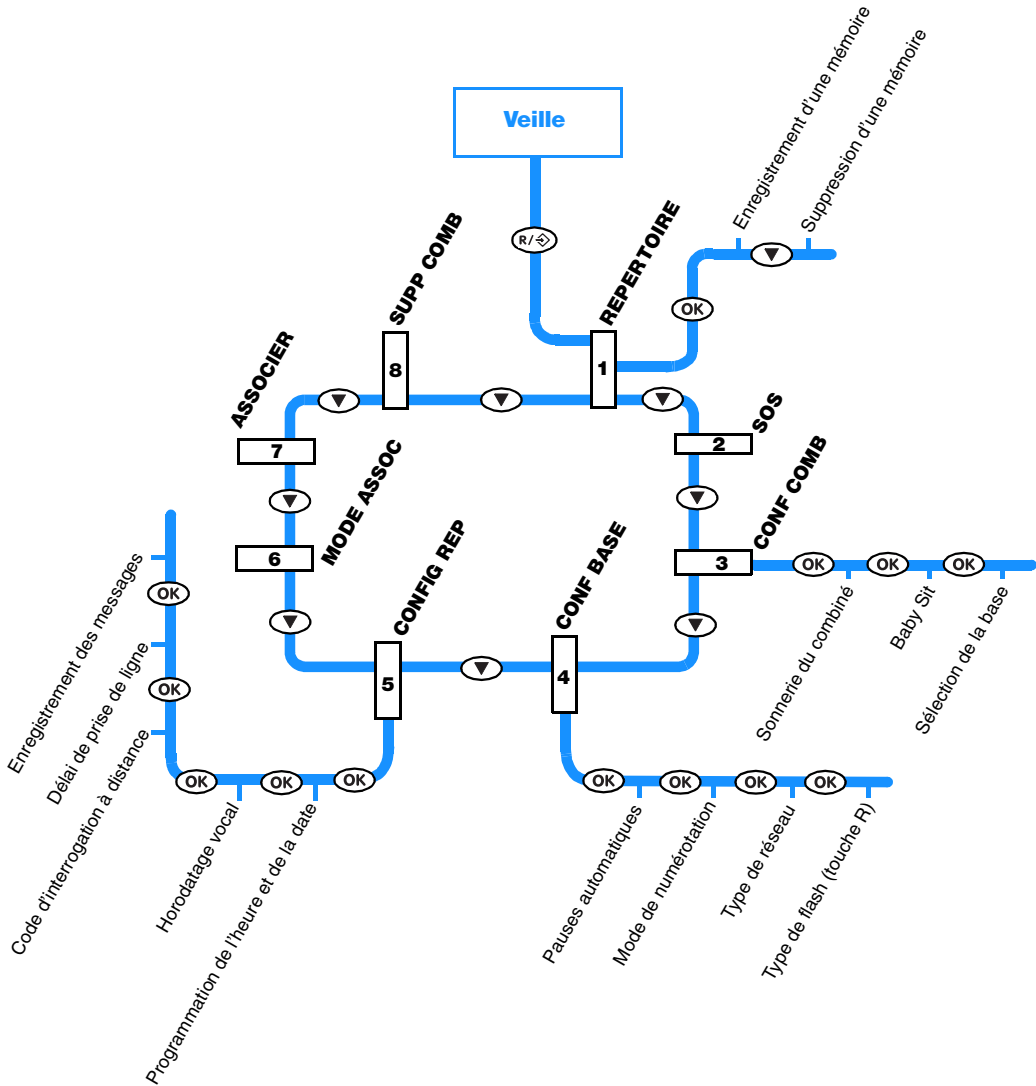 Veille
R/
Enregistrement d'une mémoire
Suppression d'une mémoire
▼
OK
REPERTOIRE
1
▼
SOS
2
▼
CONF COMB
3
OK
OK
OK
Sonnerie du combiné
Baby Sit
Sélection de la base
▼
CONF BASE
4
OK
OK
OK
OK
Pauses automatiques
Mode de numérotation
Type de réseau
Type de flash (touche R)
▼
CONFIG REP
5
OK
OK
OK
OK
OK
Programmation de l'heure et de la date
Horodatage vocal
Code d'interrogation à distance
Délai de prise de ligne
Enregistrement des messages
▼
MODE ASSOC
6
▼
ASSOCIER
7
▼
SUPP COMB
8
▼